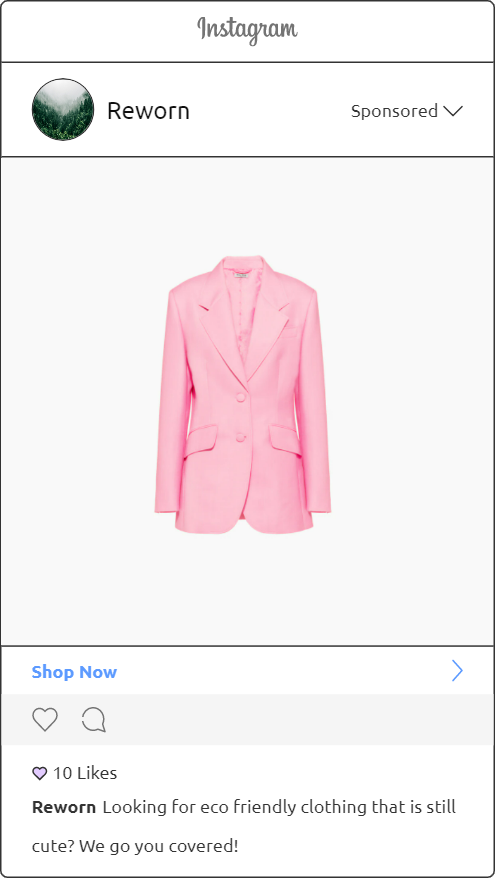 Instagram
Reworn
Sponsored
Shop Now
10 Likes
Reworn Looking for eco friendly clothing that is still
cute? We go you covered!